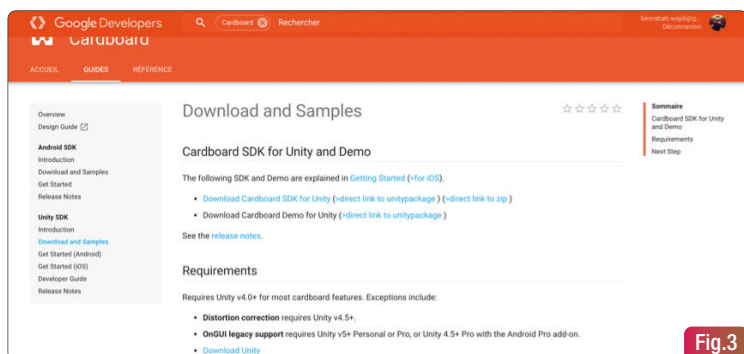 Google Developers
Cardboard
Rechercher
benrabah.wajdi@g...
Déconnexion
Cardboard
ACCUEIL
GUIDES
RÉFÉRENCE
Overview
Design Guide
Android SDK
Introduction
Download and Samples
Get Started
Release Notes
Unity SDK
Introduction
Download and Samples
Get Started (Android)
Get Started (iOS)
Developer Guide
Release Notes
Download and Samples
Cardboard SDK for Unity and Demo
The following SDK and Demo are explained in Getting Started (>for iOS).
• Download Cardboard SDK for Unity (>direct link to unitypackage ) (>direct link to zip )
• Download Cardboard Demo for Unity (>direct link to unitypackage )
See the release notes.
Requirements
Requires Unity v4.0+ for most cardboard features. Exceptions include:
• Distortion correction requires Unity v4.5+.
• OnGUI legacy support requires Unity v5+ Personal or Pro, or Unity 4.5+ Pro with the Android Pro add-on.
• Download Unity
Sommaire
Cardboard SDK for Unity
and Demo
Requirements
Next Step
Fig.3